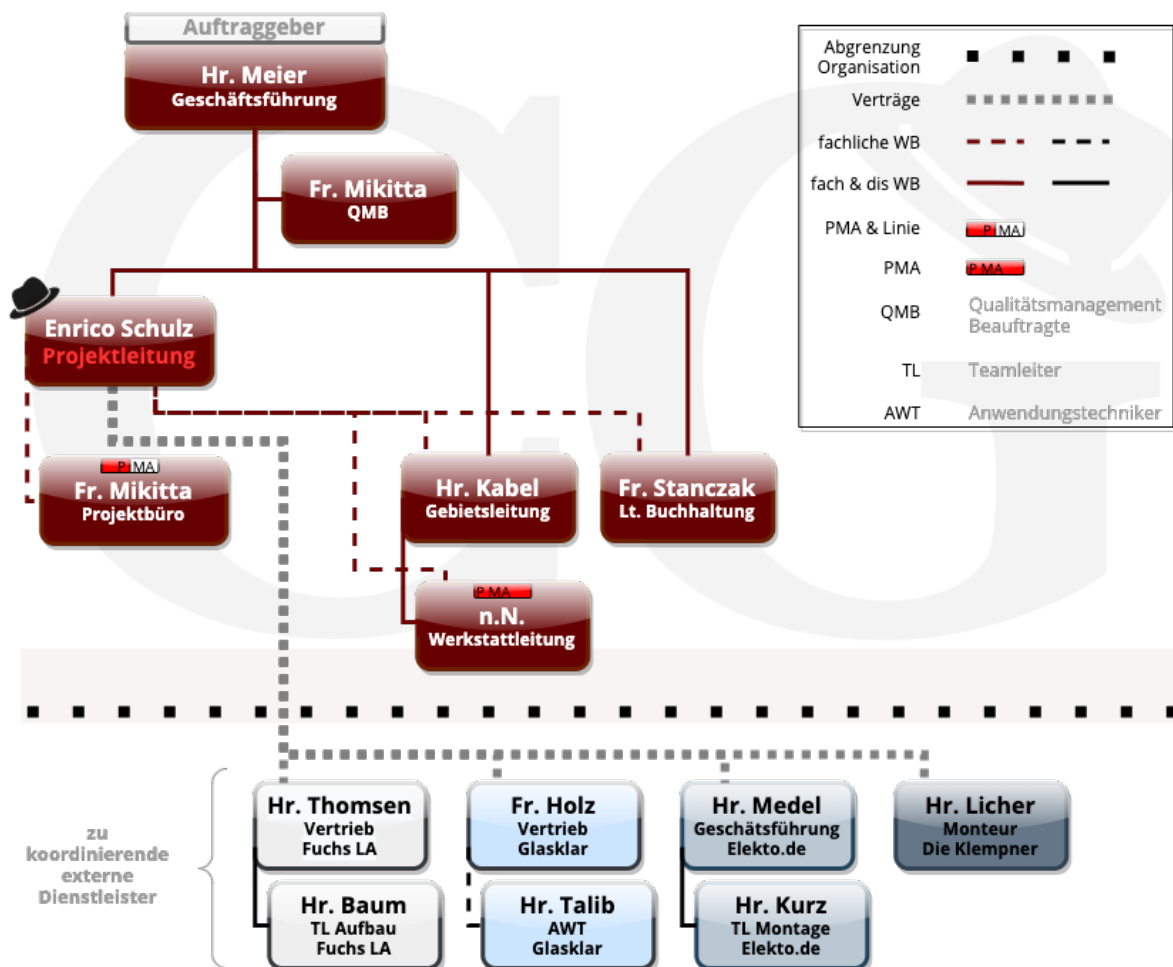 Auftraggeber
Hr. Meier
Geschäftsführung
Fr. Mikitta
QMB
Enrico Schulz
Projektleitung
P MA
Fr. Mikitta
Projektbüro
Hr. Kabel
Gebietsleitung
Fr. Stanczak
Lt. Buchhaltung
P MA
n.N.
Werkstattleitung
Abgrenzung
Organisation
Verträge
fachliche WB
fach & dis WB
PMA & Linie
P MA
PMA
P MA
QMB
Qualitätsmanagement
Beauftragte
TL
Teamleiter
AWT
Anwendungstechniker
zu
koordinierende
externe
Dienstleister
Hr. Thomsen
Vertrieb
Fuchs LA
Fr. Holz
Vertrieb
Glasklar
Hr. Medel
Geschätsführung
Elekto.de
Hr. Licher
Monteur
Die Klempner
Hr. Baum
TL Aufbau
Fuchs LA
Hr. Talib
AWT
Glasklar
Hr. Kurz
TL Montage
Elekto.de